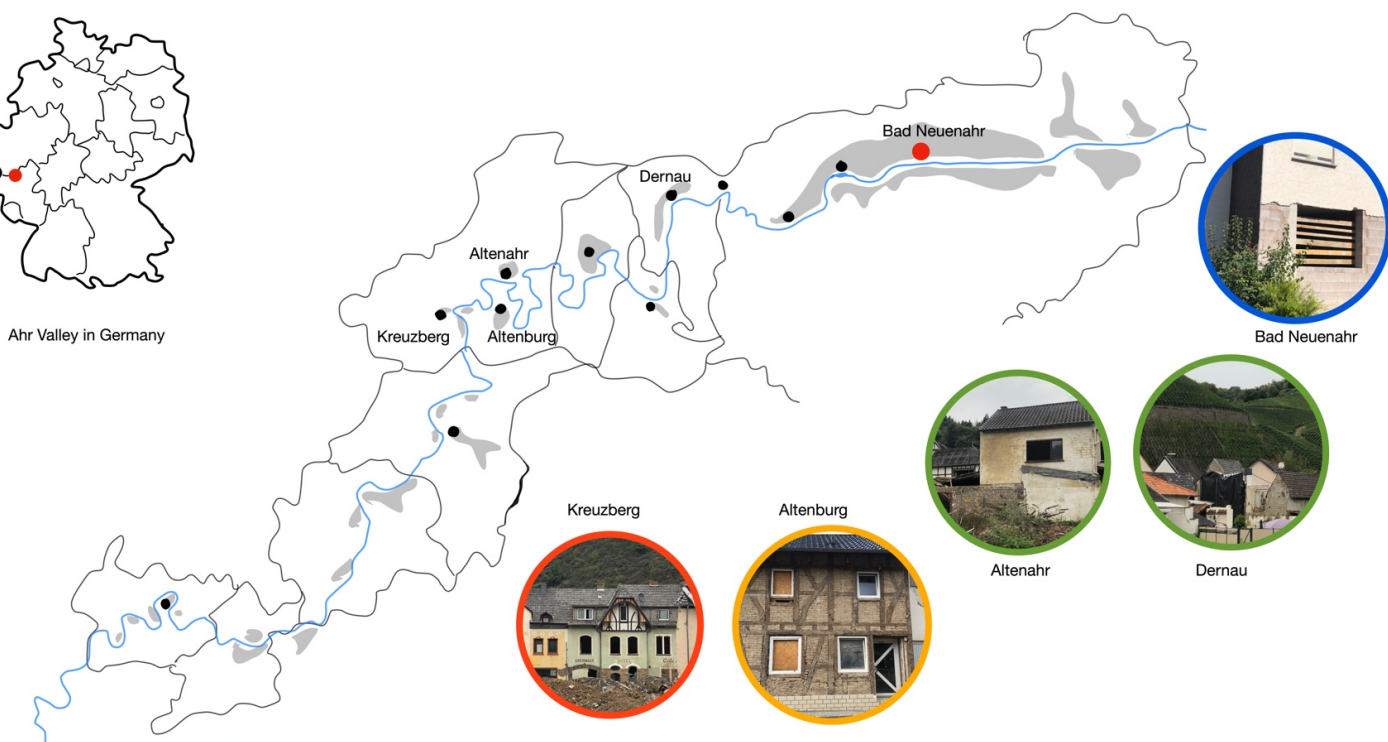 Bad Neuenahr
Dernau
Altenahr
Kreuzberg
Altenburg
Ahr Valley in Germany
Bad Neuenahr
Kreuzberg
Altenburg
Altenahr
Dernau